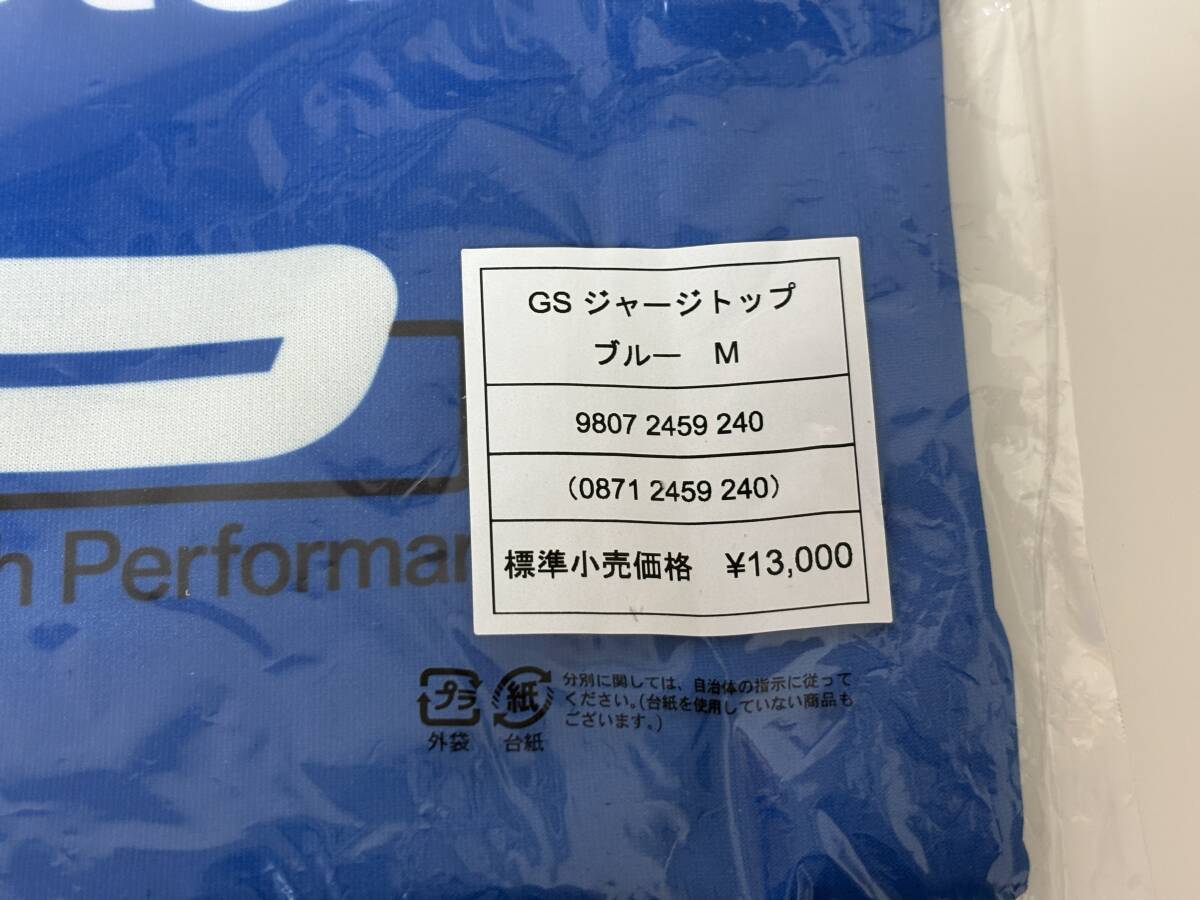 GS ジャージトップ
ブルー M
9807 2459 240
(0871 2459 240)
標準小売価格 ¥13,000
プラ
外袋
紙
台紙
分別に関しては、自治体の指示に従って
ください。(台紙を使用していない商品も
ございます。)